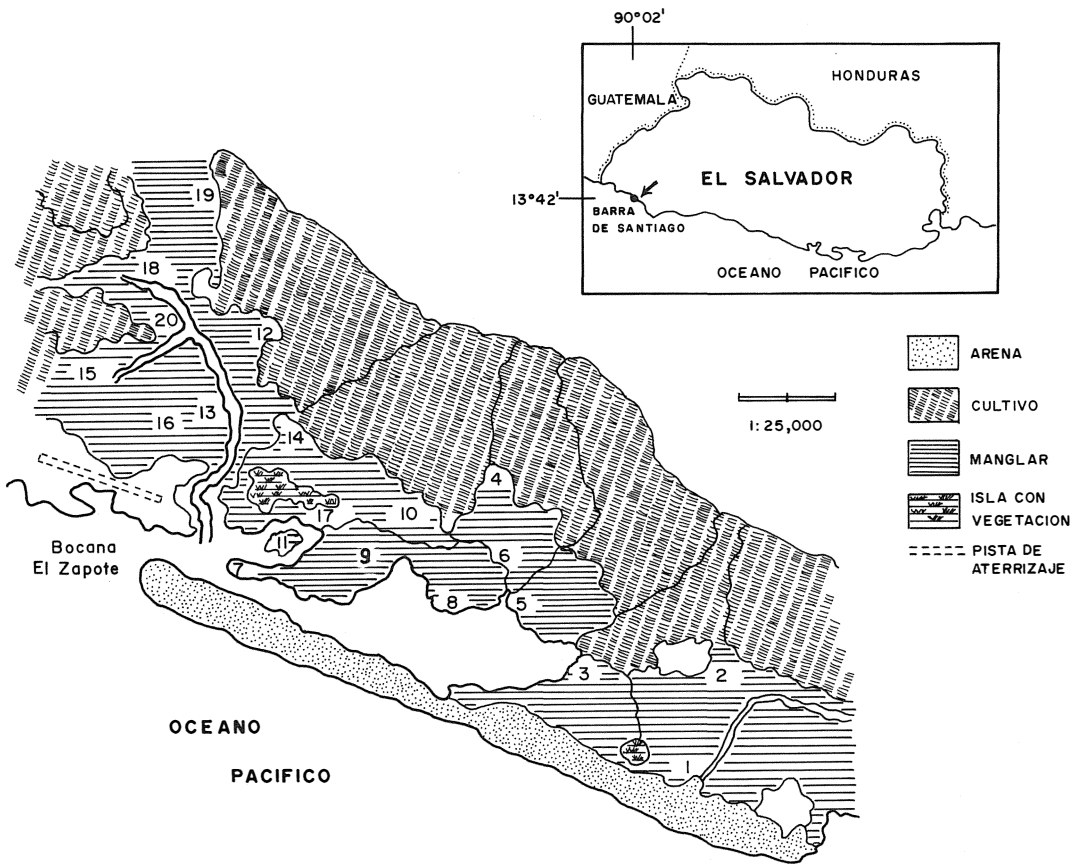 90°02'
HONDURAS
GUATEMALA
EL SALVADOR
13°42'
BARRA
DE SANTIAGO
OCEANO PACIFICO
19
18
20
12
15
13
16
14
4
17
10
11
9
6
8
5
3
2
1
Bocana
El Zapote
OCEANO
PACIFICO
1:25,000
ARENA
CULTIVO
MANGLAR
ISLA CON
VEGETACION
PISTA DE
ATERRIZAJE